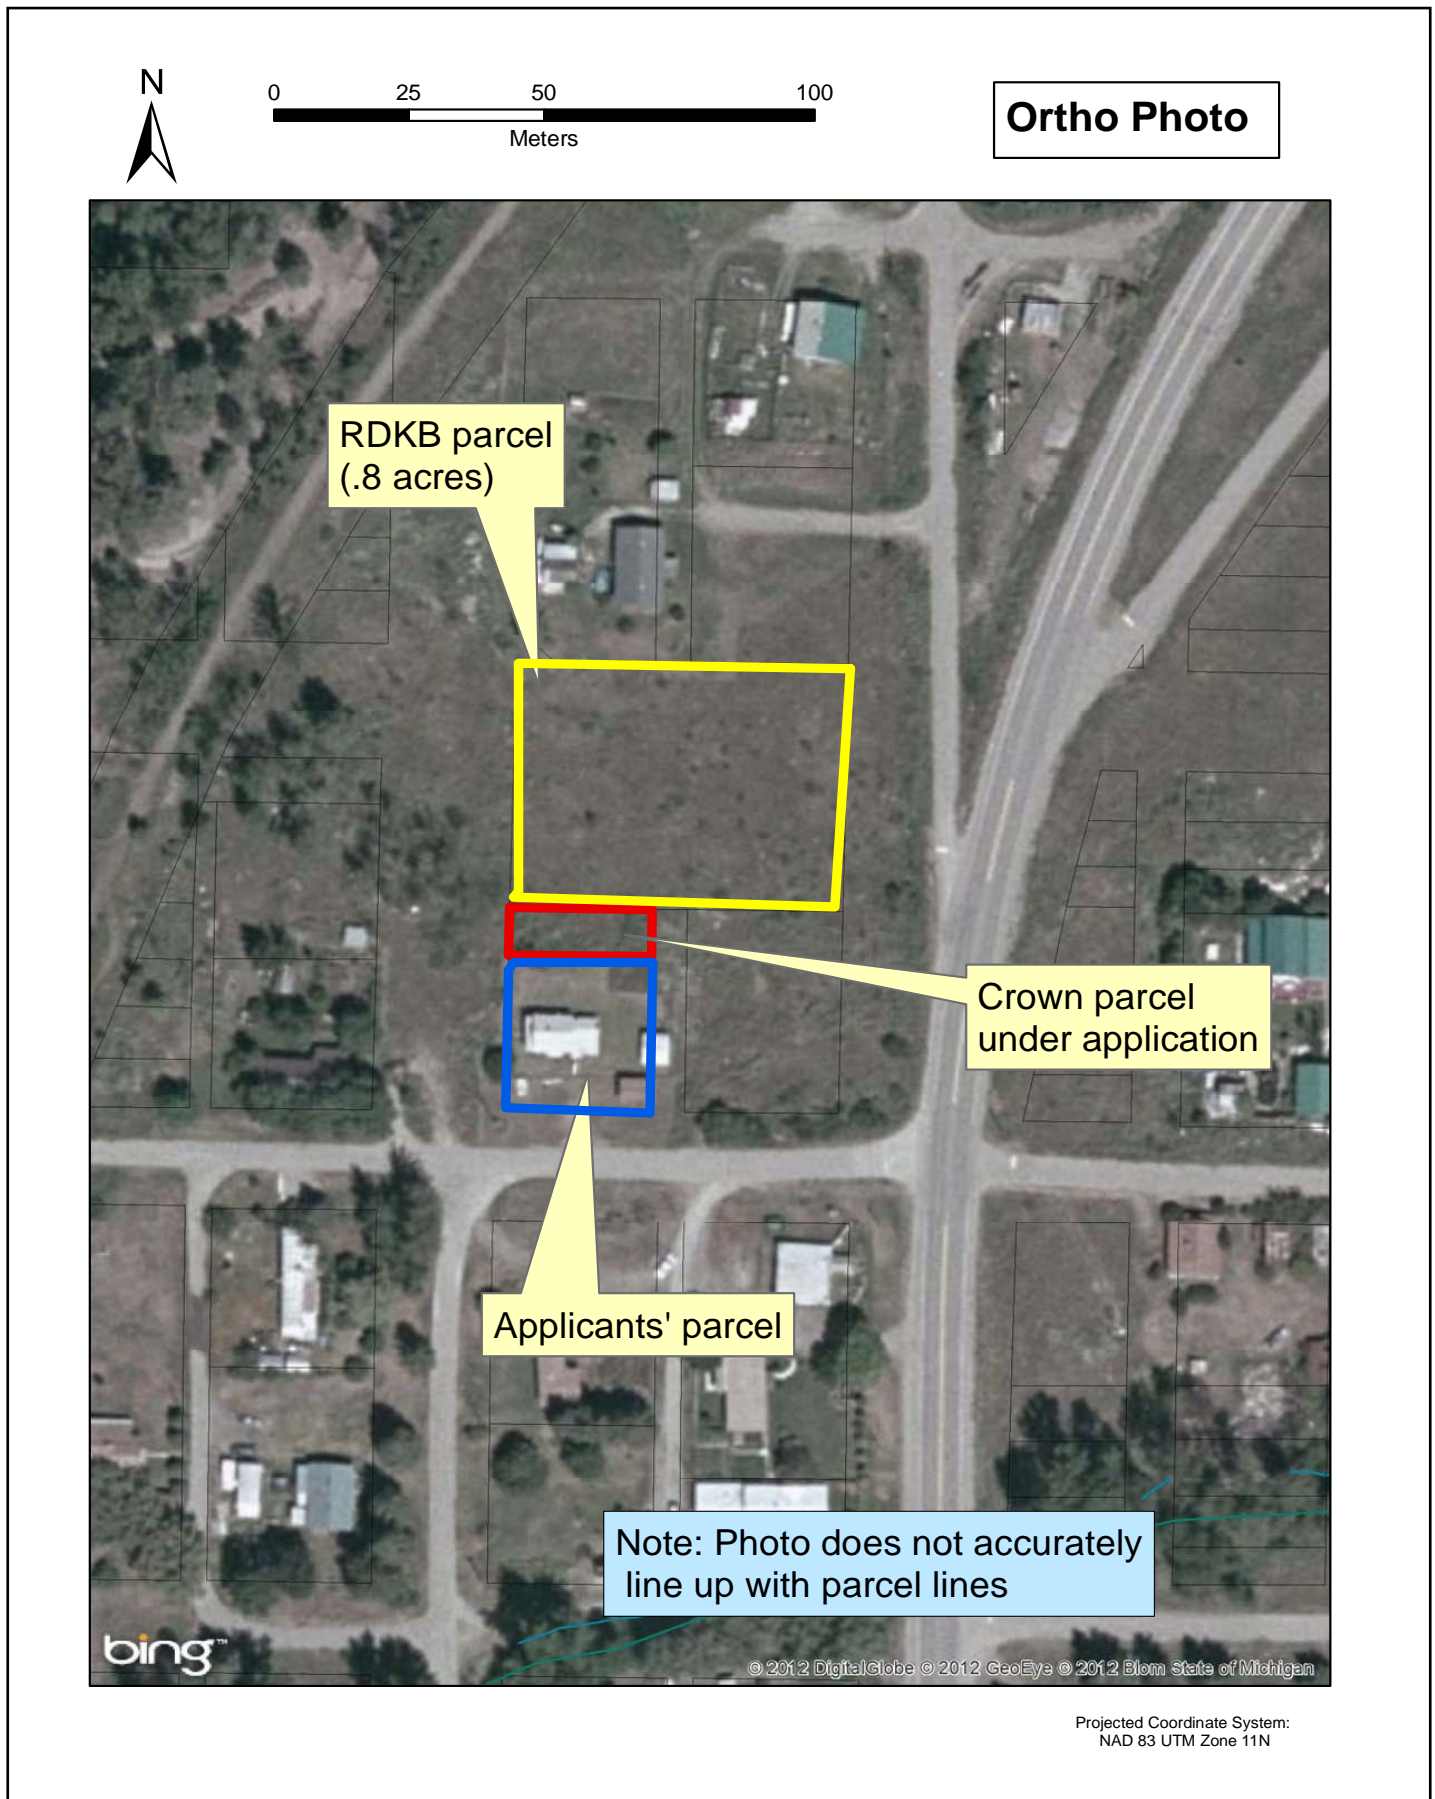 N
0 25 50 100
Meters
Ortho Photo
RDKB parcel
(.8 acres)
Crown parcel
under application
Applicants' parcel
Note: Photo does not accurately
line up with parcel lines
bing™
© 2012 DigitalGlobe © 2012 GeoEye © 2012 Blom State of Michigan
Projected Coordinate System:
NAD 83 UTM Zone 11N